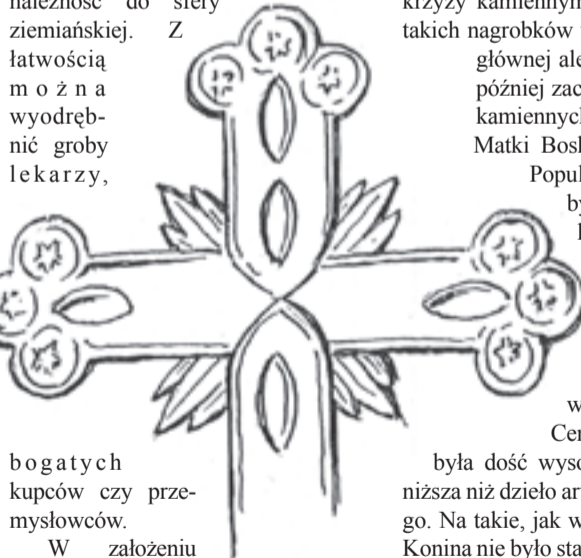 należność do sfery
ziemiańskiej. Z
łatwością
można
wyodręb-
nić groby
lekarzy,
bogatych
kupców czy prze-
mysłowców.
W założeniu
krzyży kamiennym
takich nagrobków
głównej ale
później zac
kamiennych
Matki Bosk
Popul
by
w
Cen
była dość wyso
niższa niż dzieło ar
go. Na takie, jak w
Konina nie było sta